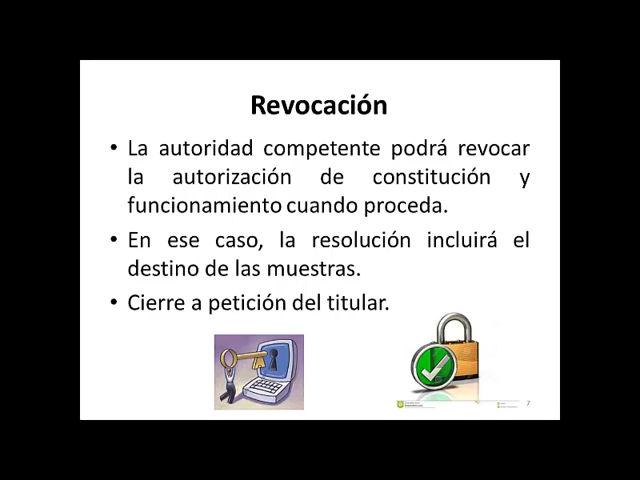 Revocación
• La autoridad competente podrá revocar
la autorización de constitución y
funcionamiento cuando proceda.
• En ese caso, la resolución incluirá el
destino de las muestras.
• Cierre a petición del titular.
7